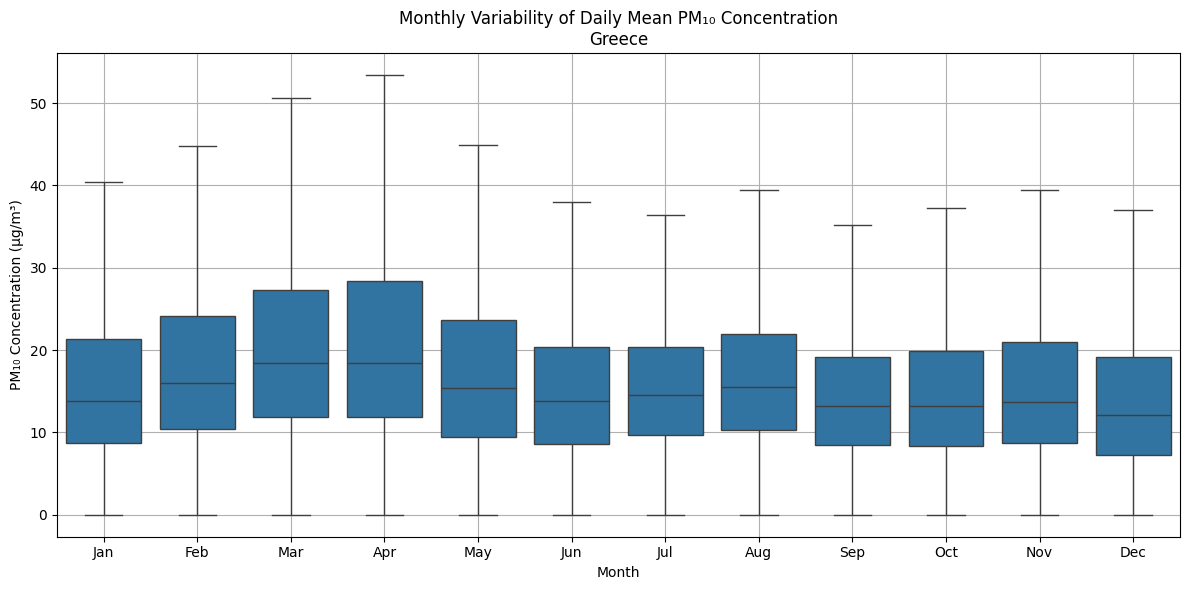 Monthly Variability of Daily Mean PM₁₀ Concentration
Greece
PM₁₀ Concentration (µg/m³)
50
40
30
20
10
0
Jan Feb Mar Apr May Jun Jul Aug Sep Oct Nov Dec
Month